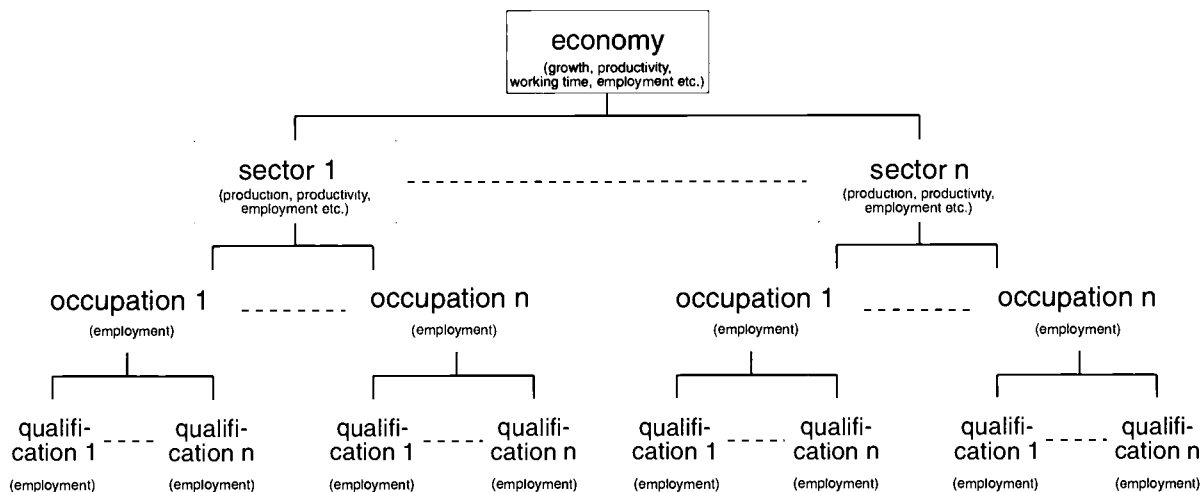 economy
(growth, productivity,
working time, employment etc.)
sector 1
(production, productivity,
employment etc.)
sector n
(production, productivity,
employment etc.)
occupation 1
(employment)
occupation n
(employment)
occupation 1
(employment)
occupation n
(employment)
qualifi-
cation 1
(employment)
qualifi-
cation n
(employment)
qualifi-
cation 1
(employment)
qualifi-
cation n
(employment)
qualifi-
cation 1
(employment)
qualifi-
cation n
(employment)
qualifi-
cation 1
(employment)
qualifi-
cation n
(employment)